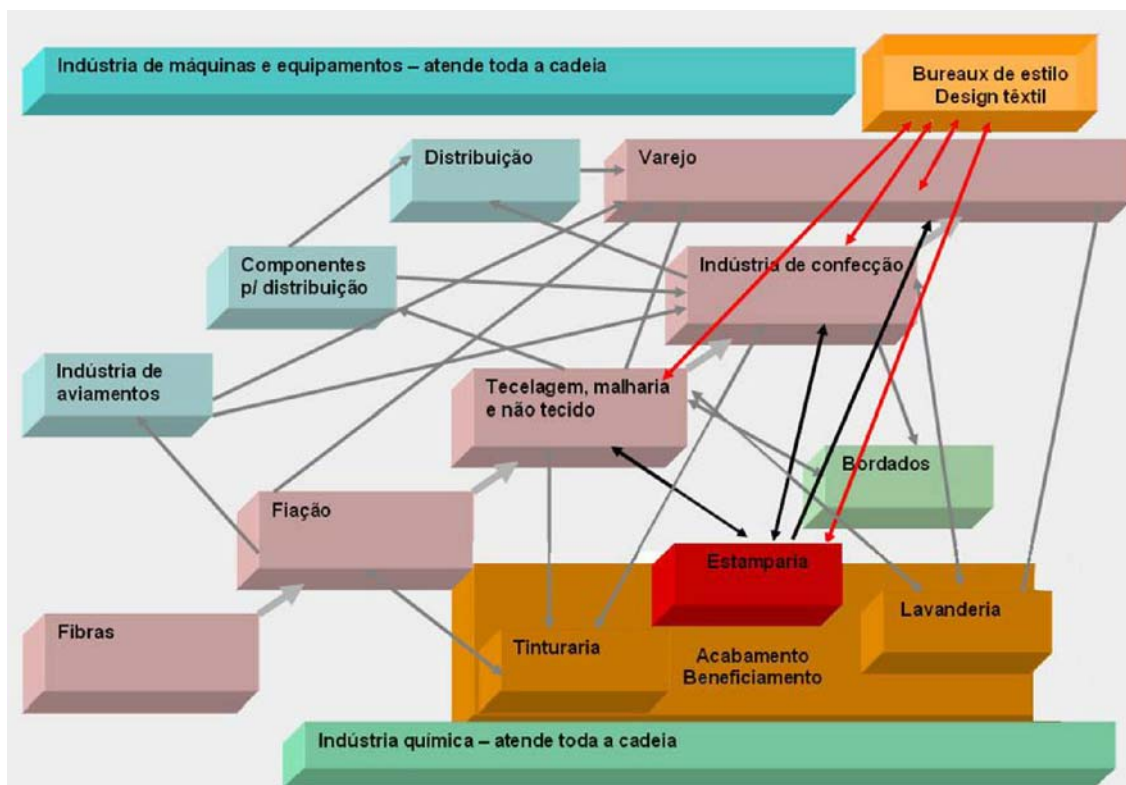 Indústria de máquinas e equipamentos – atende toda a cadeia
Bureaux de estilo
Design têxtil
Distribuição
Varejo
Componentes
p/ distribuição
Indústria de confecção
Indústria de
aviamentos
Tecelagem, malharia
e não tecido
Bordados
Fiação
Estamparia
Lavanderia
Fibras
Tinturaria
Acabamento
Beneficiamento
Indústria química – atende toda a cadeia